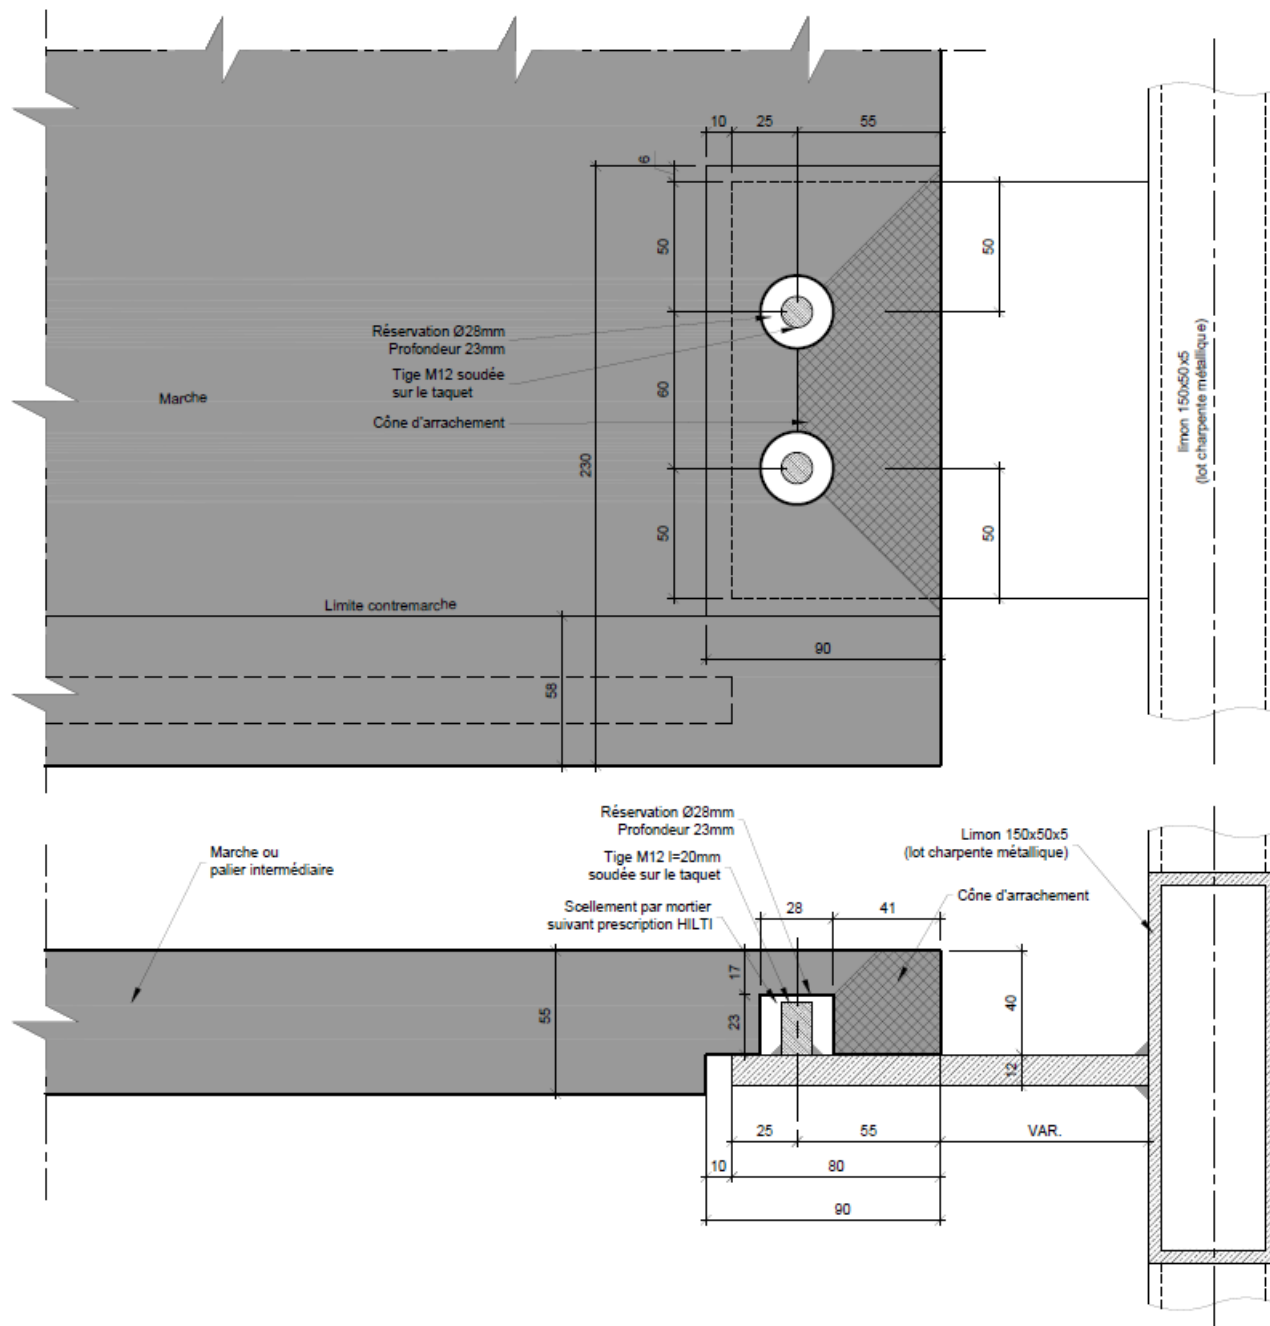 10
25
55
6
50
50
Réservation Ø28mm
Profondeur 23mm
Tige M12 soudée
sur le taquet
Marche
60
Cône d'arrachement
limon 150x50x5
(lot charpente métallique)
230
50
50
Limite contremarche
90
58
Réservation Ø28mm
Profondeur 23mm
Marche ou
palier intermédiaire
Tige M12 l=20mm
soudée sur le taquet
Limon 150x50x5
(lot charpente métallique)
Scellement par mortier
suivant prescription HILTI
Cône d'arrachement
28
41
17
40
55
23
12
25
55
VAR.
10
80
90